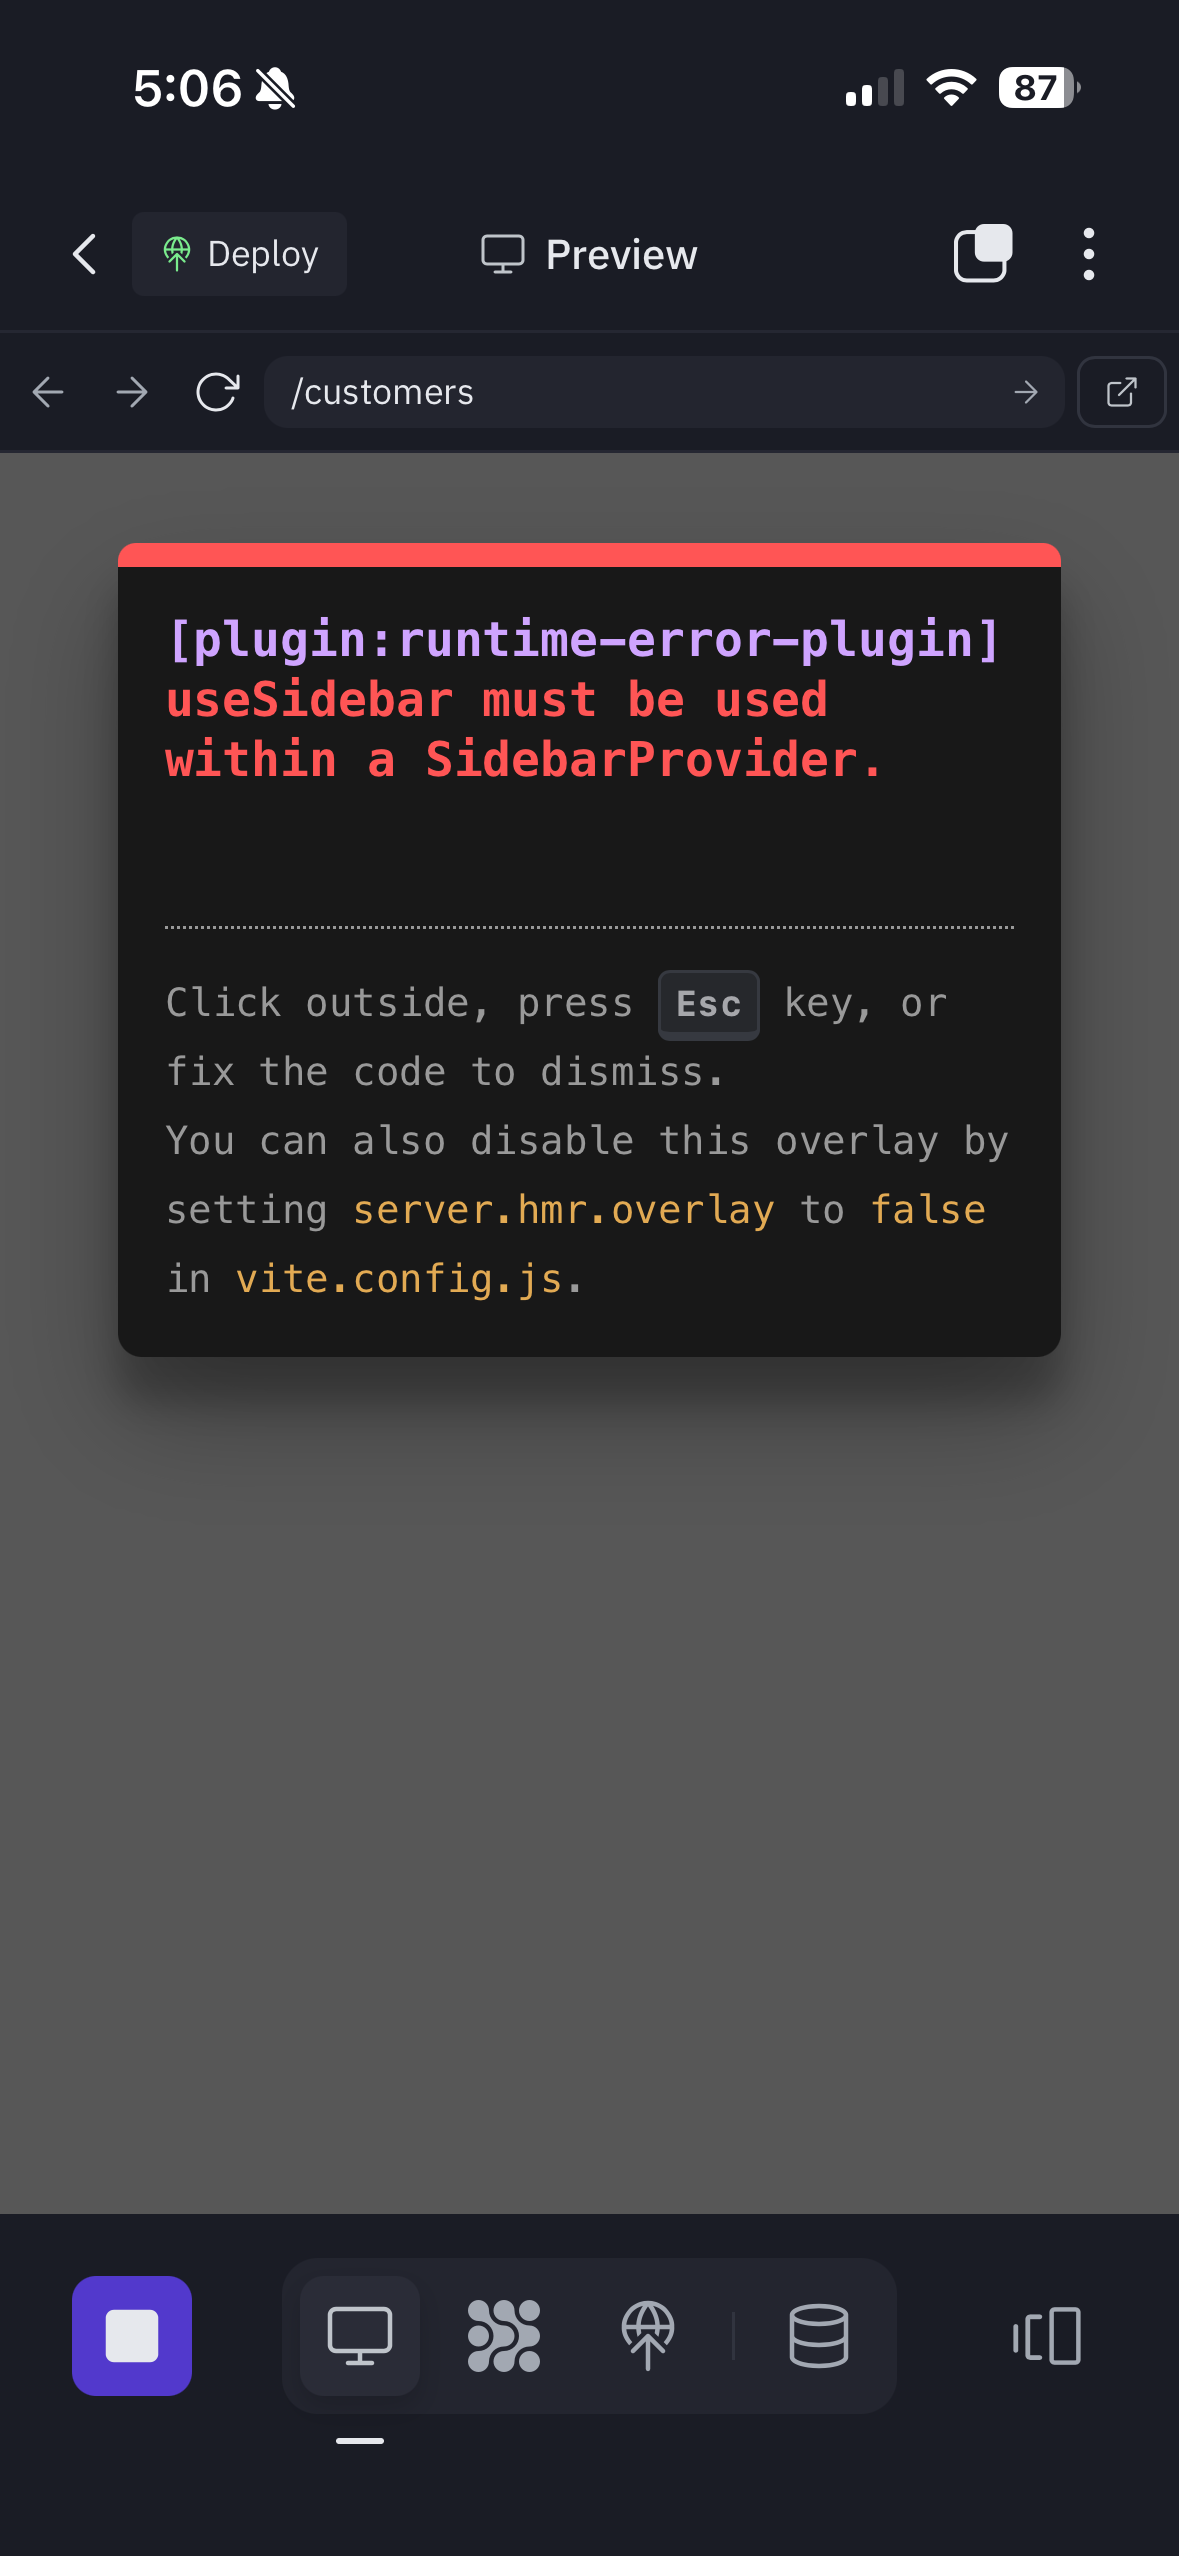 5:06
87
Deploy
Preview
/customers
[plugin:runtime-error-plugin]
useSidebar must be used
within a SidebarProvider.
Click outside, press Esc key, or
fix the code to dismiss.
You can also disable this overlay by
setting server.hmr.overlay to false
in vite.config.js.